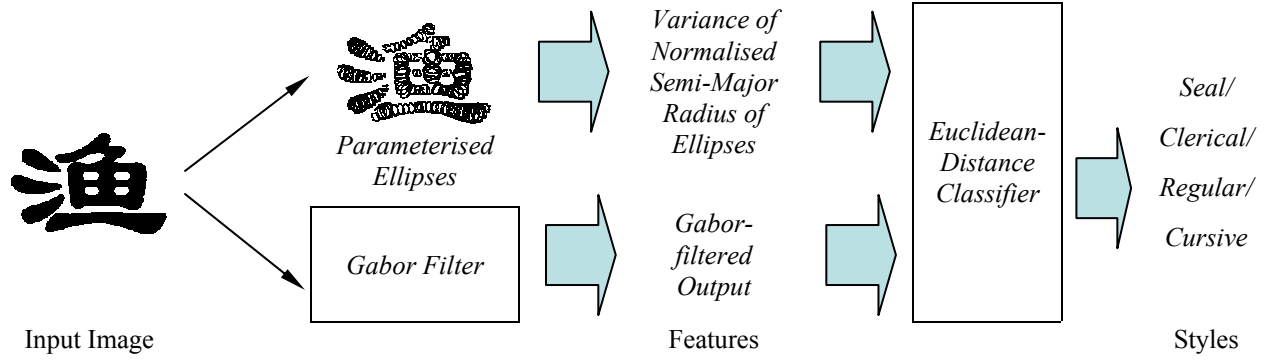 渔
Parameterised
Ellipses
Gabor Filter
Variance of
Normalised
Semi-Major
Radius of
Ellipses
Gabor-
filtered
Output
Euclidean-
Distance
Classifier
Seal/
Clerical/
Regular/
Cursive
Input Image
Features
Styles